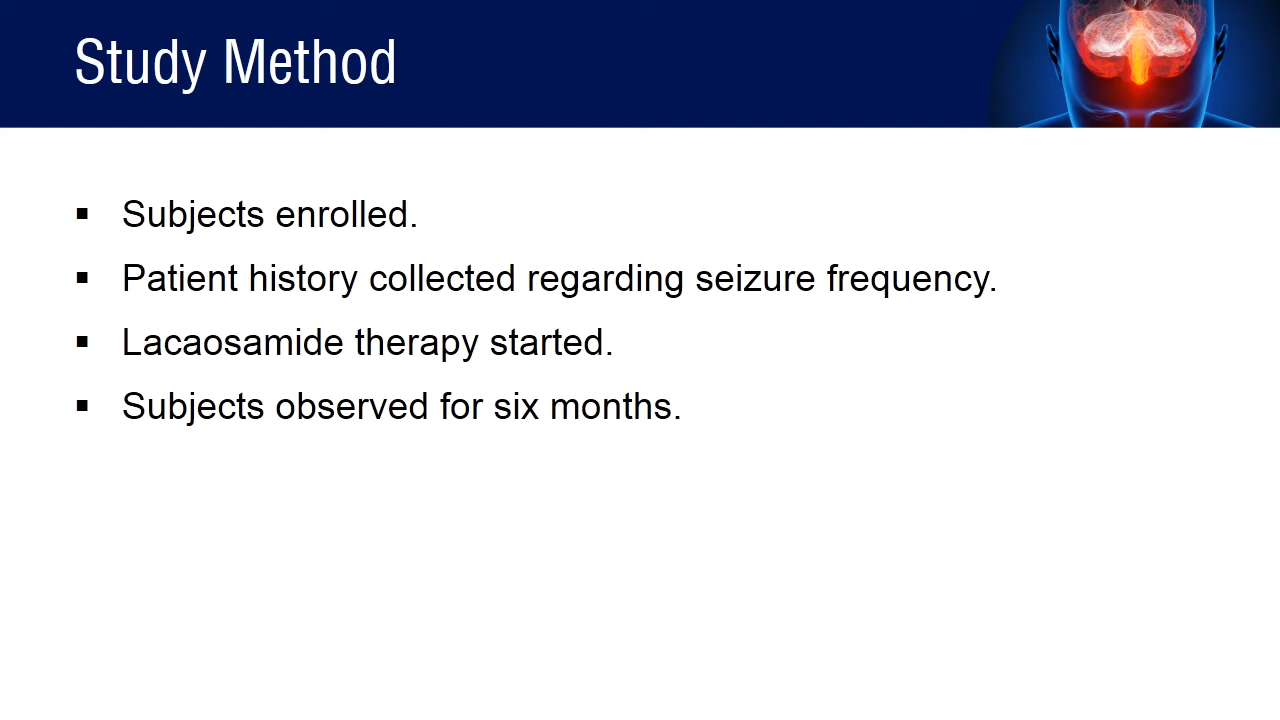 Study Method
▪ Subjects enrolled.
▪ Patient history collected regarding seizure frequency.
▪ Lacaosamide therapy started.
▪ Subjects observed for six months.